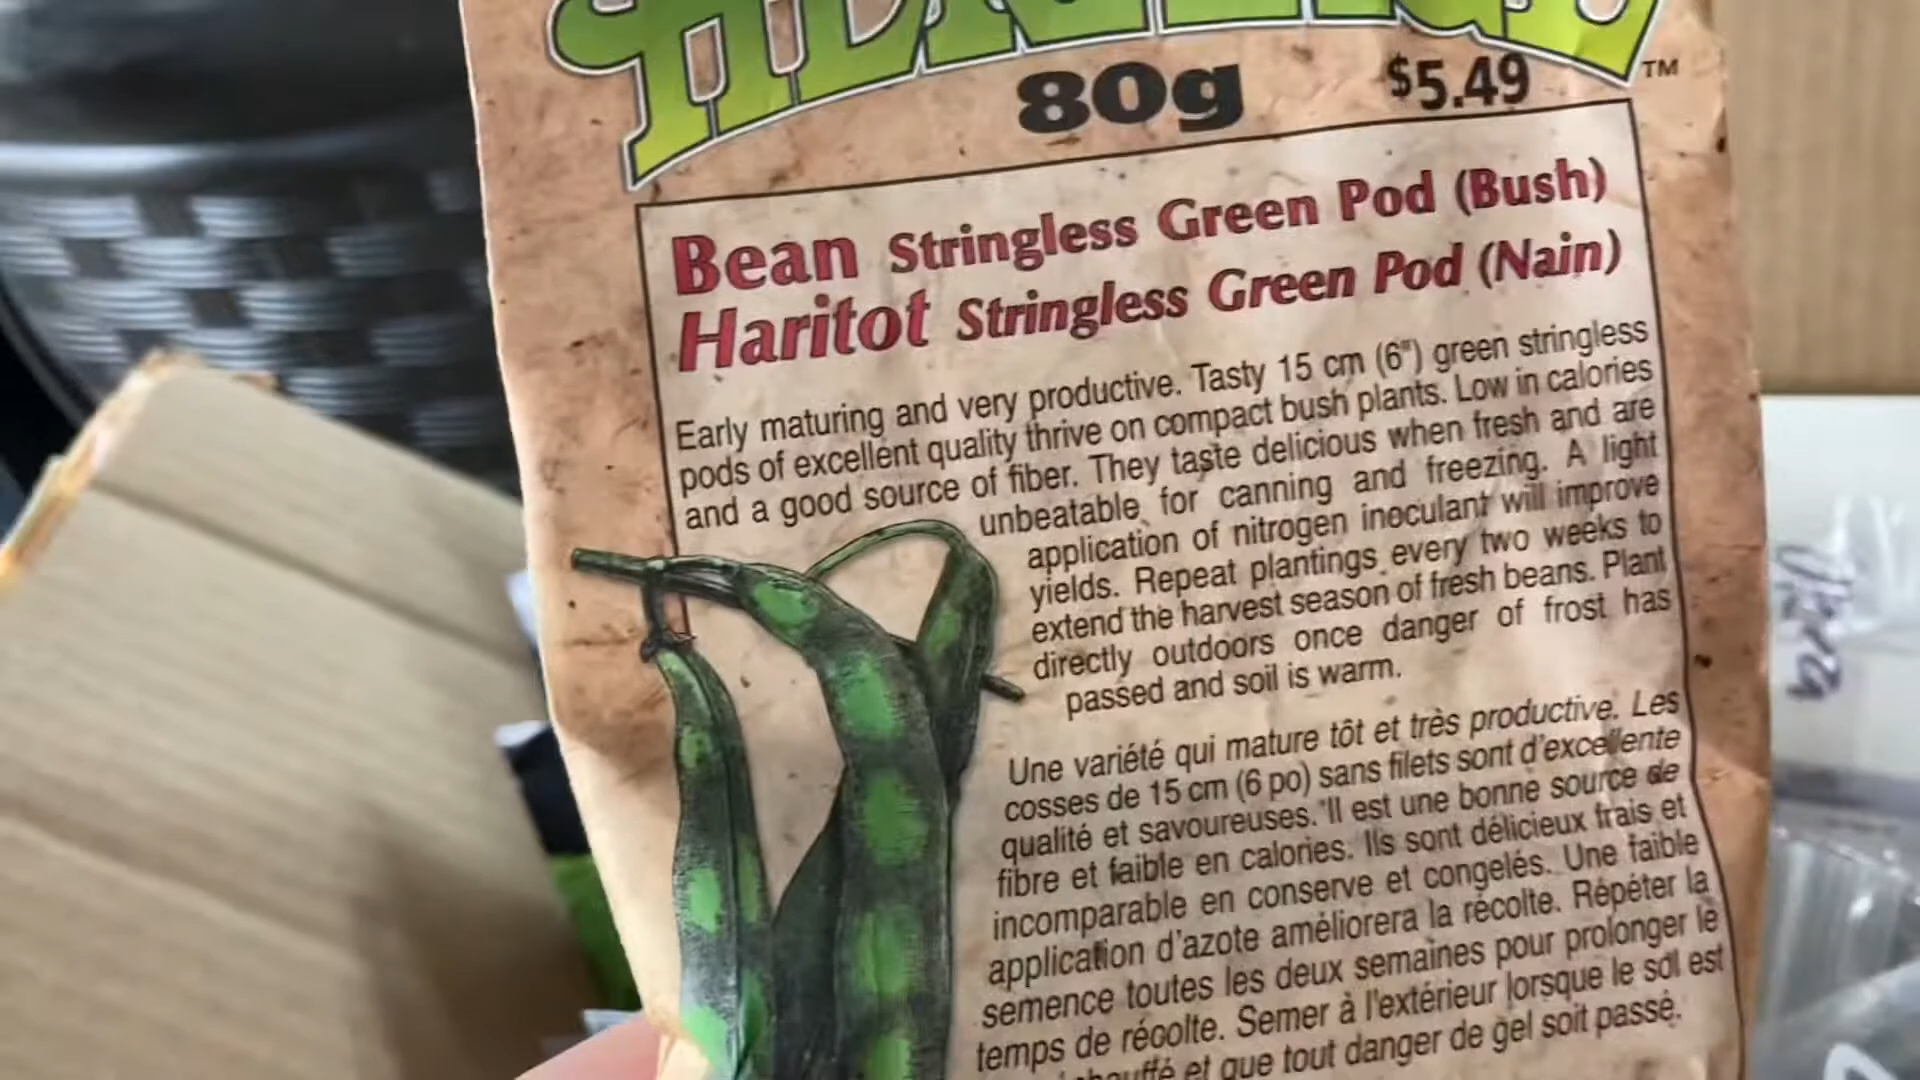 80g $5.49 TM
Bean Stringless Green Pod (Bush)
Haritot Stringless Green Pod (Nain)
Early maturing and very productive. Tasty 15 cm (6") green stringless
pods of excellent quality thrive on compact bush plants. Low in calories
and a good source of fiber. They taste delicious when fresh and are
unbeatable for canning and freezing. A light
application of nitrogen inoculant will improve
yields. Repeat plantings every two weeks to
extend the harvest season of fresh beans. Plant
directly outdoors once danger of frost has
passed and soil is warm.
Une variété qui mature tôt et très productive. Les
cosses de 15 cm (6 po) sans filets sont d'excellente
qualité et savoureuses. Il est une bonne source de
fibre et faible en calories. Ils sont délicieux frais et
incomparable en conserve et congelés. Une faible
application d'azote améliorera la récolte. Répéter la
semence toutes les deux semaines pour prolonger le
temps de récolte. Semer à l'extérieur lorsque le sol est
et que tout danger de gel soit passé.